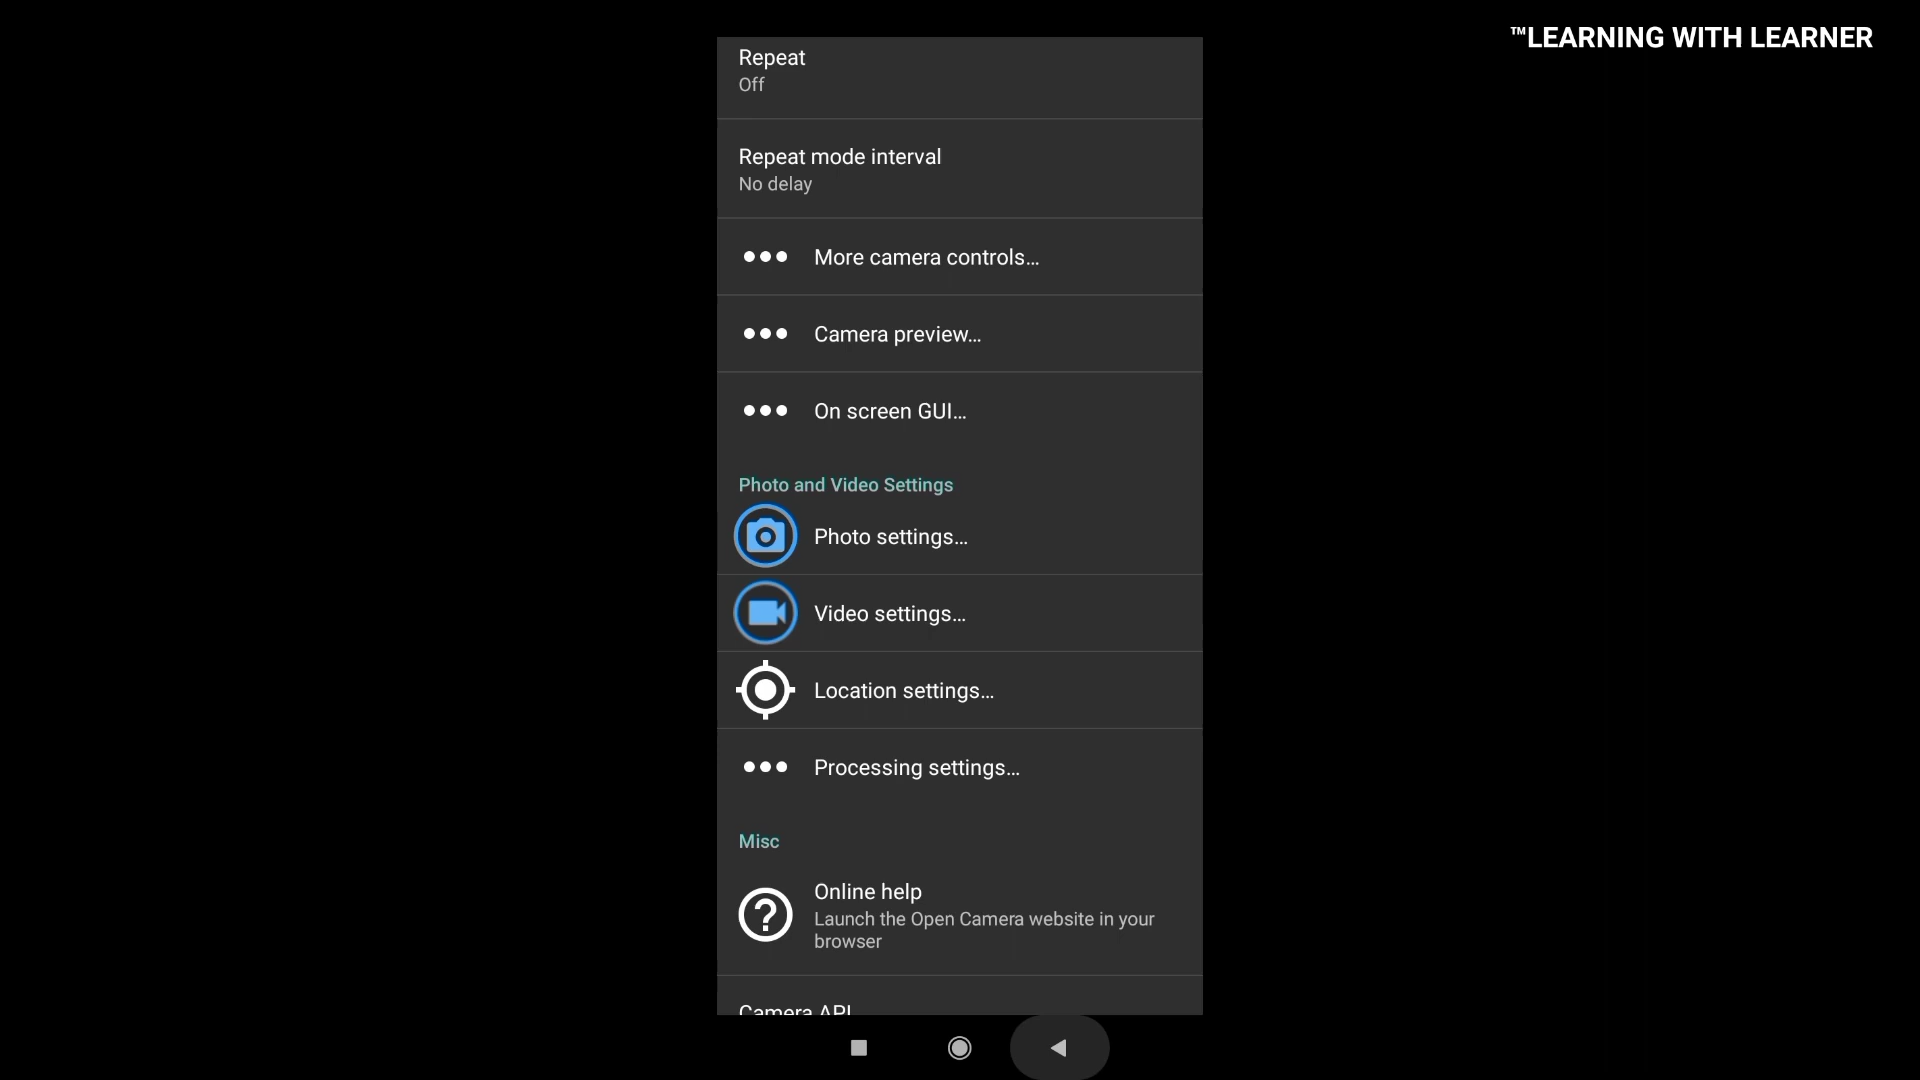 ™LEARNING WITH LEARNER
Repeat
Off
Repeat mode interval
No delay
More camera controls...
Camera preview...
On screen GUI...
Photo and Video Settings
Photo settings...
Video settings...
Location settings...
Processing settings...
Misc
Online help
Launch the Open Camera website in your
browser
Camera API